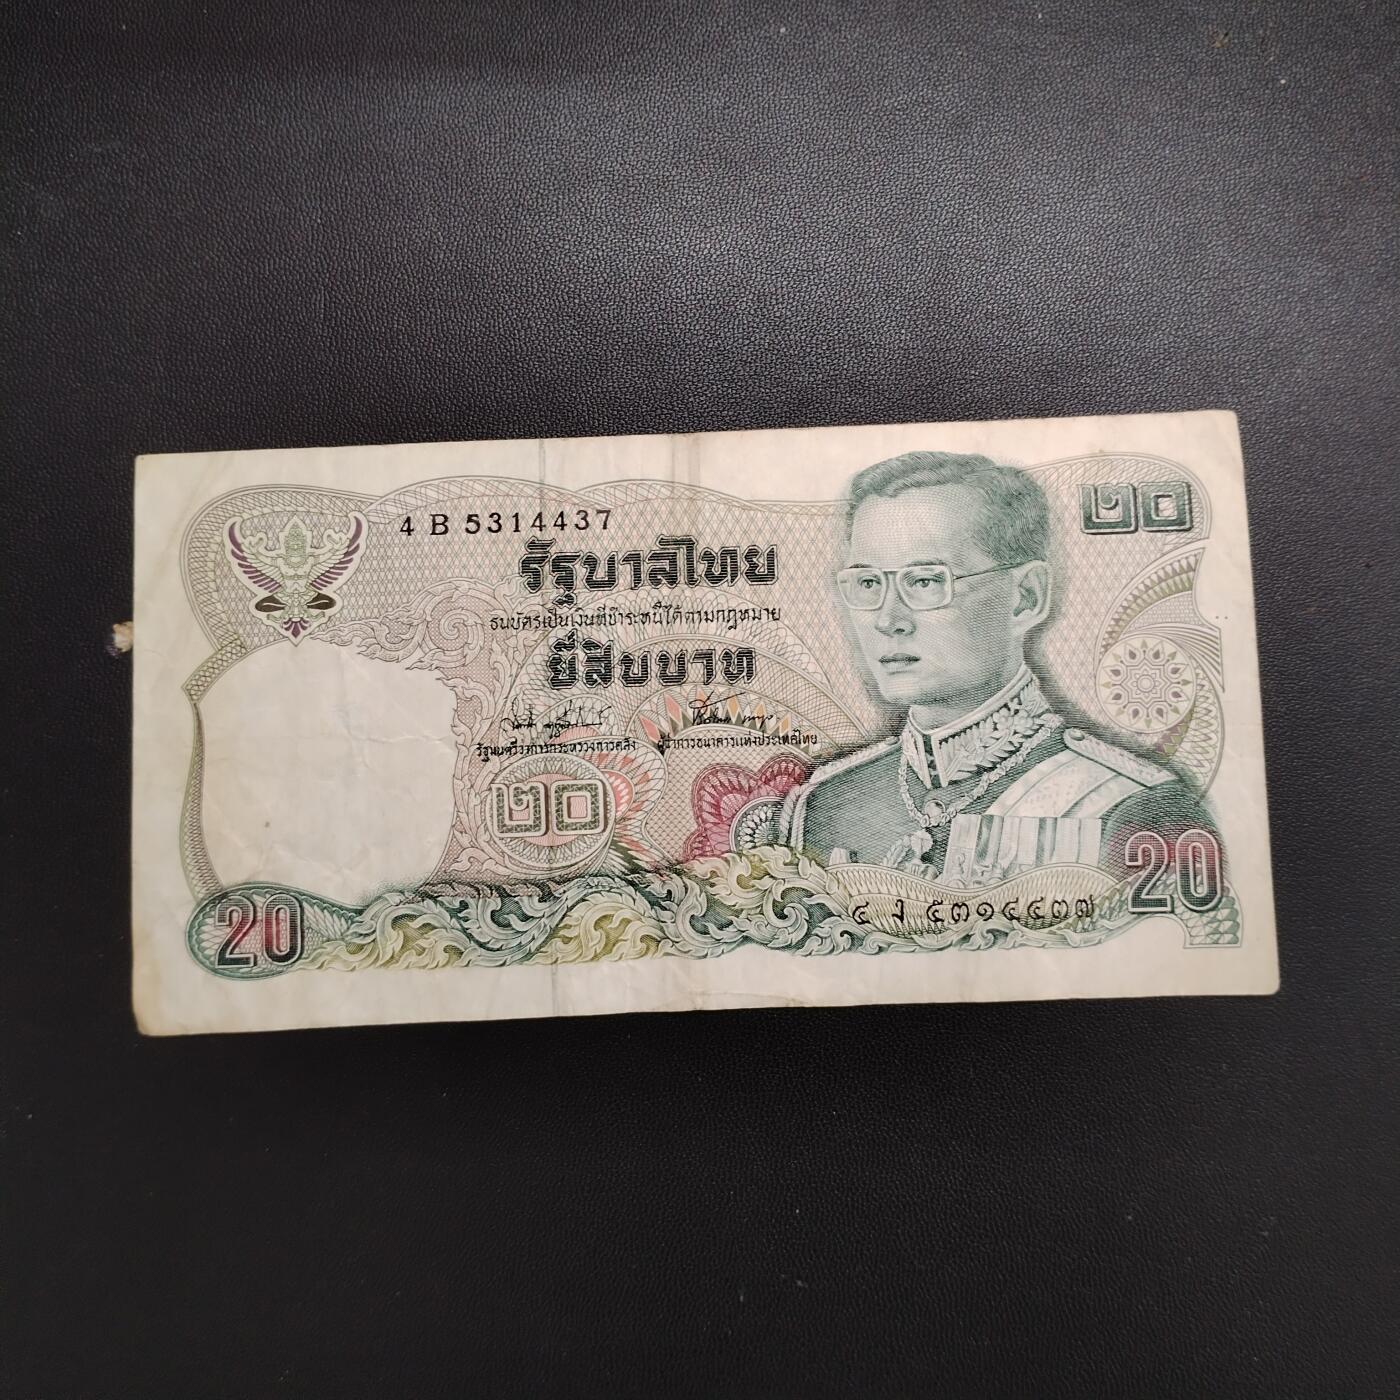 4 B 5314437
๒๐
รัฐบาลไทย
ธนบัตรเป็นเงินที่ชำระหนี้ได้ตามกฎหมาย
ยี่สิบบาท
รัฐมนตรีว่าการกระทรวงการคลัง ผู้ว่าการธนาคารแห่งประเทศไทย
๒๐
20
๔ ง ๕๓๑๔๔๓๗
20